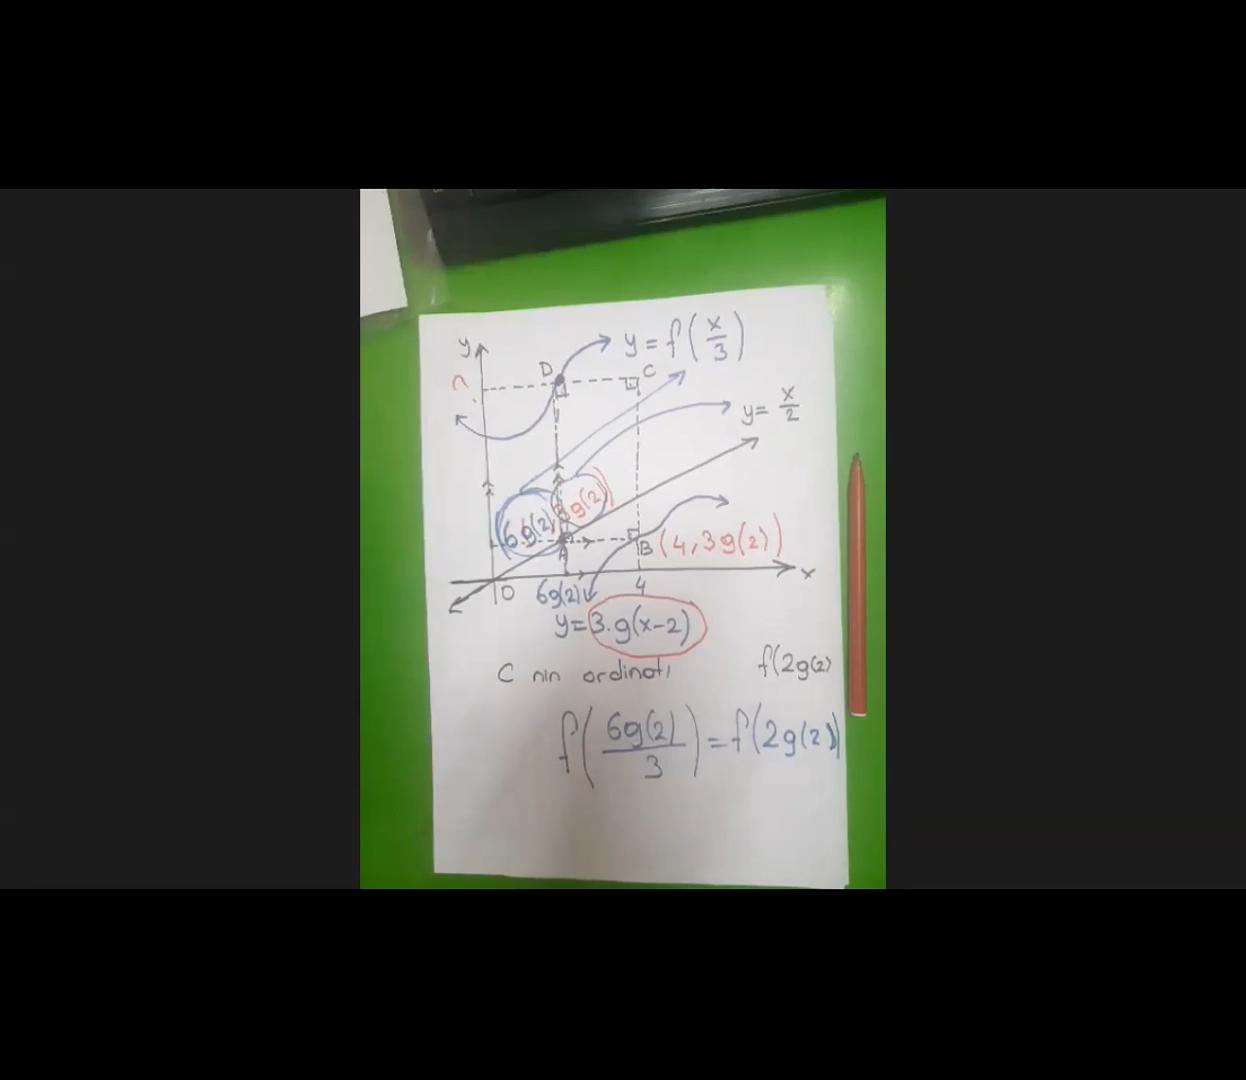 y
?
D
C
y = f(x/3)
y = x/2
(6g(2), 3g(2))
A
B
(4, 3g(2))
x
O
6g(2)
4
y = 3.g(x-2)
C nin ordinatı
f(2g(2)
f(6g(2)/3) = f(2g(2))